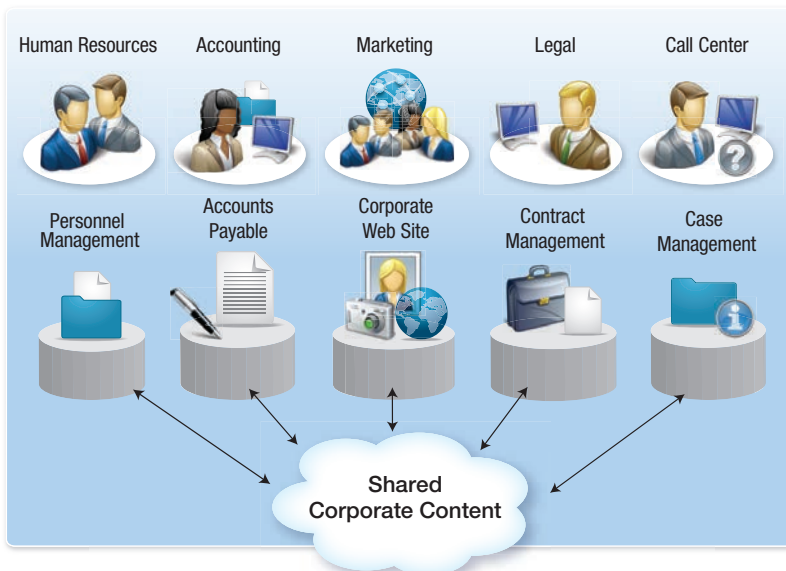 Human Resources
Accounting
Marketing
Legal
Call Center
Personnel
Management
Accounts
Payable
Corporate
Web Site
Contract
Management
Case
Management
Shared
Corporate Content